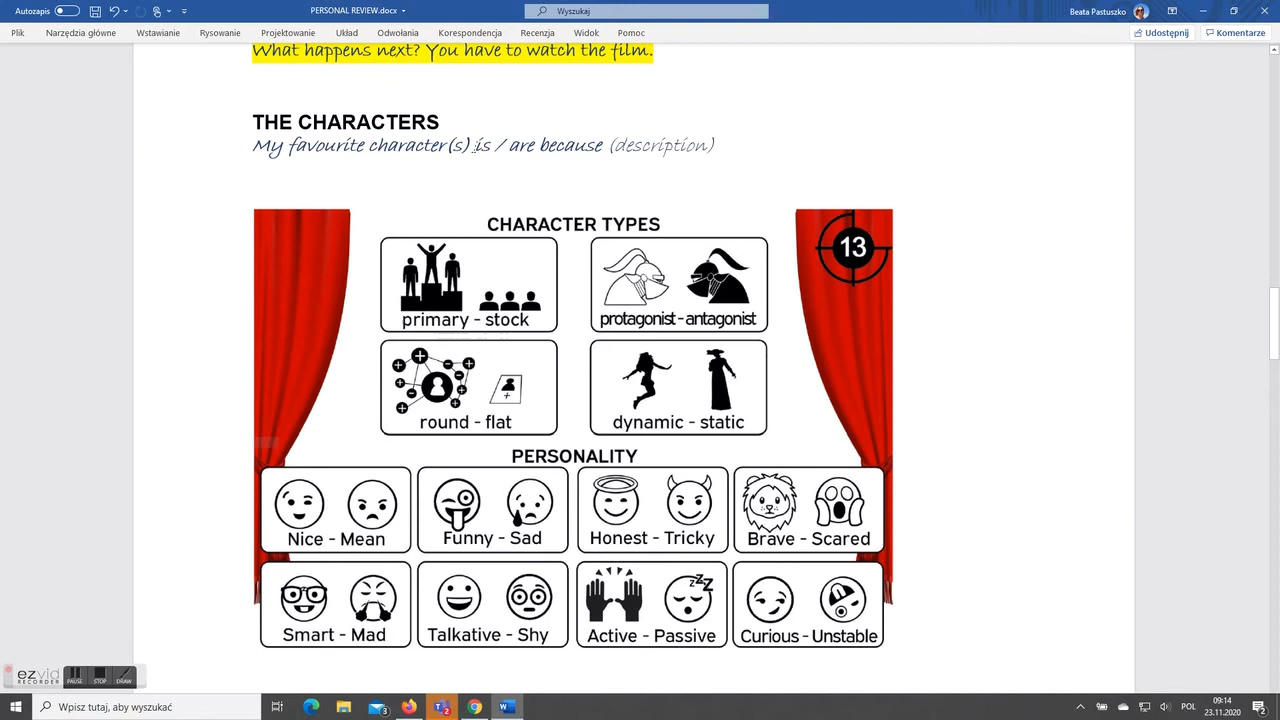 Autozapis
PERSONAL REVIEW.docx
Wyszukaj
Beata Pastuszko
Plik Narzędzia główne Wstawianie Rysowanie Projektowanie Układ Odwołania Korespondencja Recenzja Widok Pomoc Udostępnij Komentarze
What happens next? You have to watch the film.
THE CHARACTERS
My favourite character(s) is / are because (description)
CHARACTER TYPES
13
primary - stock
protagonist - antagonist
round - flat
dynamic - static
PERSONALITY
Nice - Mean
Funny - Sad
Honest - Tricky
Brave - Scared
Smart - Mad
Talkative - Shy
zzZ
Active - Passive
Curious - Unstable
ezvid
RECORDER
PAUSE STOP DRAW
Wpisz tutaj, aby wyszukać
3
2
POL
09:14
23.11.2020
2